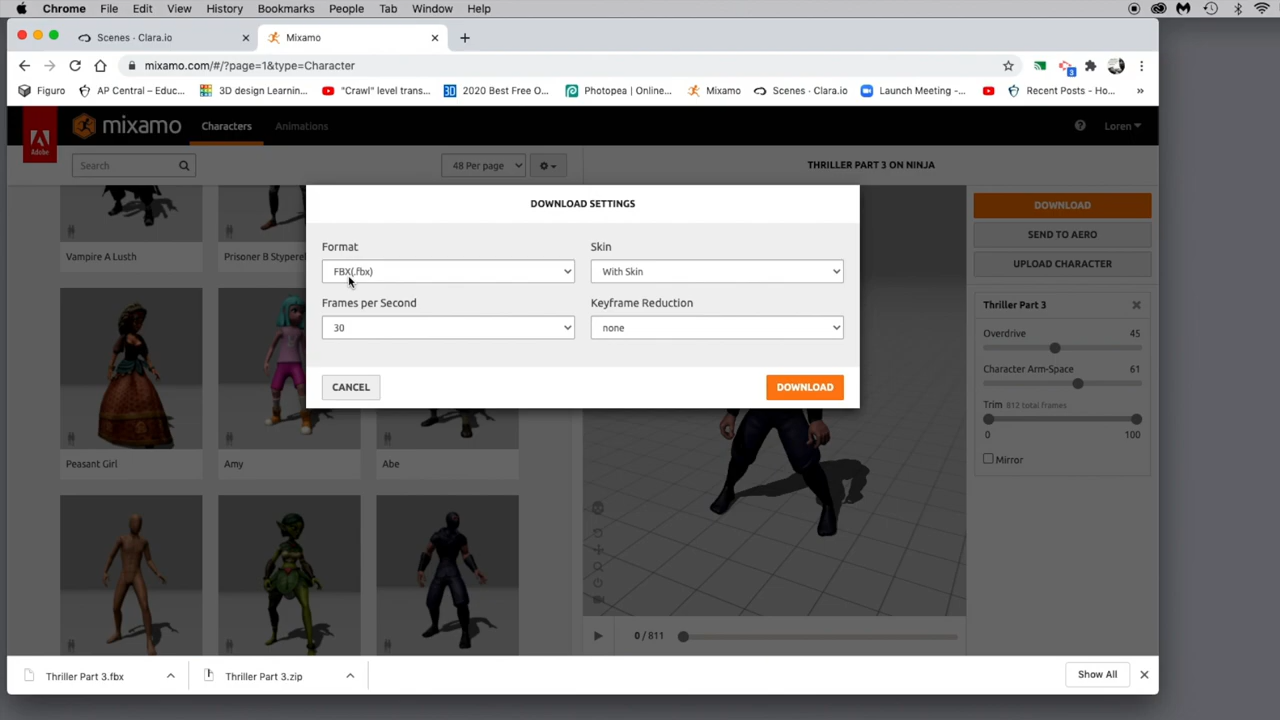 Chrome File Edit View History Bookmarks People Tab Window Help
Scenes - Clara.io
Mixamo
mixamo.com/#/?page=1&type=Character
3
Figuro AP Central – Educ... 3D design Learnin... "Crawl" level trans... 2020 Best Free O... Photopea | Online... Mixamo Scenes - Clara.io Launch Meeting -... Recent Posts - Ho... »
Adobe
mixamo Characters Animations
? Loren
Search
48 Per page
THRILLER PART 3 ON NINJA
DOWNLOAD SETTINGS
DOWNLOAD
SEND TO AERO
UPLOAD CHARACTER
Format
Skin
FBX(.fbx)
With Skin
Frames per Second
Keyframe Reduction
30
none
CANCEL
DOWNLOAD
Vampire A Lusth
Prisoner B Styperek
Thriller Part 3
Overdrive 45
Character Arm-Space 61
Trim 812 total frames
0 100
Mirror
Peasant Girl
Amy
Abe
0 / 811
Thriller Part 3.fbx
Thriller Part 3.zip
Show All